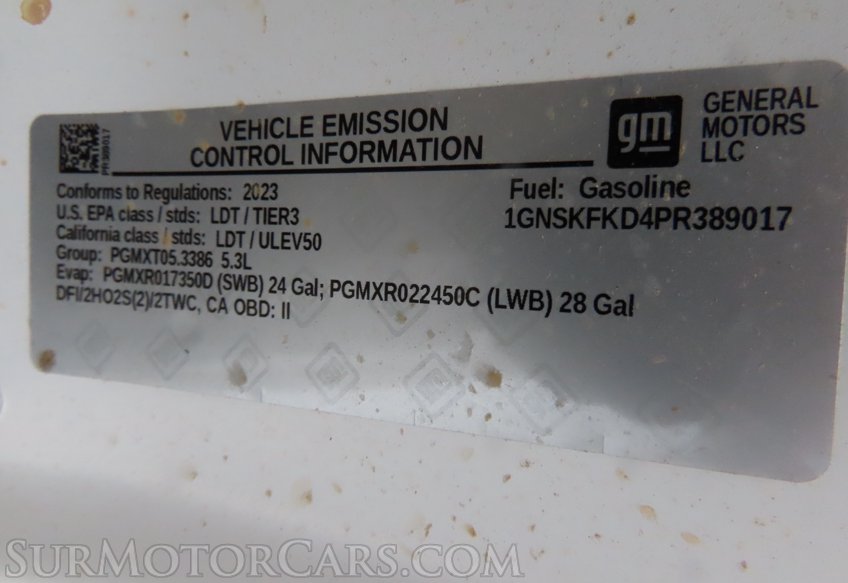 VEHICLE EMISSION
CONTROL INFORMATION
gm
GENERAL
MOTORS
LLC
PR389017
Conforms to Regulations: 2023
U.S. EPA class / stds: LDT / TIER3
California class / stds: LDT / ULEV50
Group: PGMXT05.3386 5.3L
Evap: PGMXR017350D (SWB) 24 Gal; PGMXR022450C (LWB) 28 Gal
DFI/2HO2S(2)/2TWC, CA OBD: II
Fuel: Gasoline
1GNSKFKD4PR389017
SurMotorCars.com